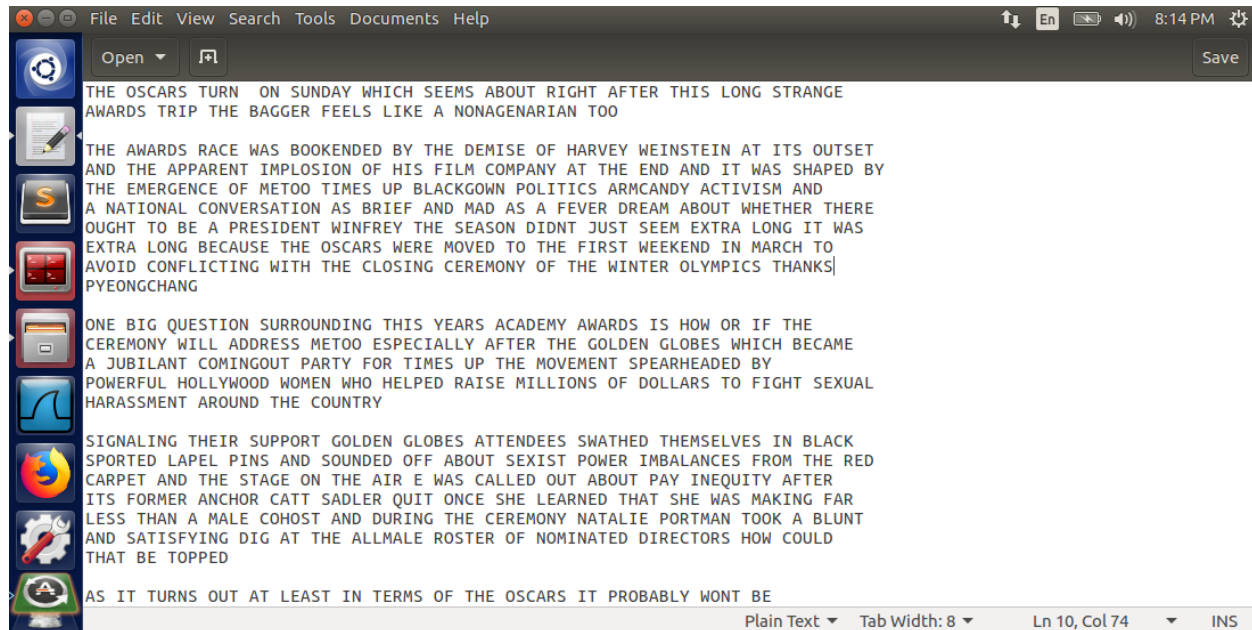 File Edit View Search Tools Documents Help En 8:14 PM
Open Save
THE OSCARS TURN  ON SUNDAY WHICH SEEMS ABOUT RIGHT AFTER THIS LONG STRANGE
AWARDS TRIP THE BAGGER FEELS LIKE A NONAGENARIAN TOO
THE AWARDS RACE WAS BOOKENDED BY THE DEMISE OF HARVEY WEINSTEIN AT ITS OUTSET
AND THE APPARENT IMPLOSION OF HIS FILM COMPANY AT THE END AND IT WAS SHAPED BY
THE EMERGENCE OF METOO TIMES UP BLACKGOWN POLITICS ARMCANDY ACTIVISM AND
A NATIONAL CONVERSATION AS BRIEF AND MAD AS A FEVER DREAM ABOUT WHETHER THERE
OUGHT TO BE A PRESIDENT WINFREY THE SEASON DIDNT JUST SEEM EXTRA LONG IT WAS
EXTRA LONG BECAUSE THE OSCARS WERE MOVED TO THE FIRST WEEKEND IN MARCH TO
AVOID CONFLICTING WITH THE CLOSING CEREMONY OF THE WINTER OLYMPICS THANKS
PYEONGCHANG
ONE BIG QUESTION SURROUNDING THIS YEARS ACADEMY AWARDS IS HOW OR IF THE
CEREMONY WILL ADDRESS METOO ESPECIALLY AFTER THE GOLDEN GLOBES WHICH BECAME
A JUBILANT COMINGOUT PARTY FOR TIMES UP THE MOVEMENT SPEARHEADED BY
POWERFUL HOLLYWOOD WOMEN WHO HELPED RAISE MILLIONS OF DOLLARS TO FIGHT SEXUAL
HARASSMENT AROUND THE COUNTRY
SIGNALING THEIR SUPPORT GOLDEN GLOBES ATTENDEES SWATHED THEMSELVES IN BLACK
SPORTED LAPEL PINS AND SOUNDED OFF ABOUT SEXIST POWER IMBALANCES FROM THE RED
CARPET AND THE STAGE ON THE AIR E WAS CALLED OUT ABOUT PAY INEQUITY AFTER
ITS FORMER ANCHOR CATT SADLER QUIT ONCE SHE LEARNED THAT SHE WAS MAKING FAR
LESS THAN A MALE COHOST AND DURING THE CEREMONY NATALIE PORTMAN TOOK A BLUNT
AND SATISFYING DIG AT THE ALLMALE ROSTER OF NOMINATED DIRECTORS HOW COULD
THAT BE TOPPED
AS IT TURNS OUT AT LEAST IN TERMS OF THE OSCARS IT PROBABLY WONT BE
Plain Text Tab Width: 8 Ln 10, Col 74 INS